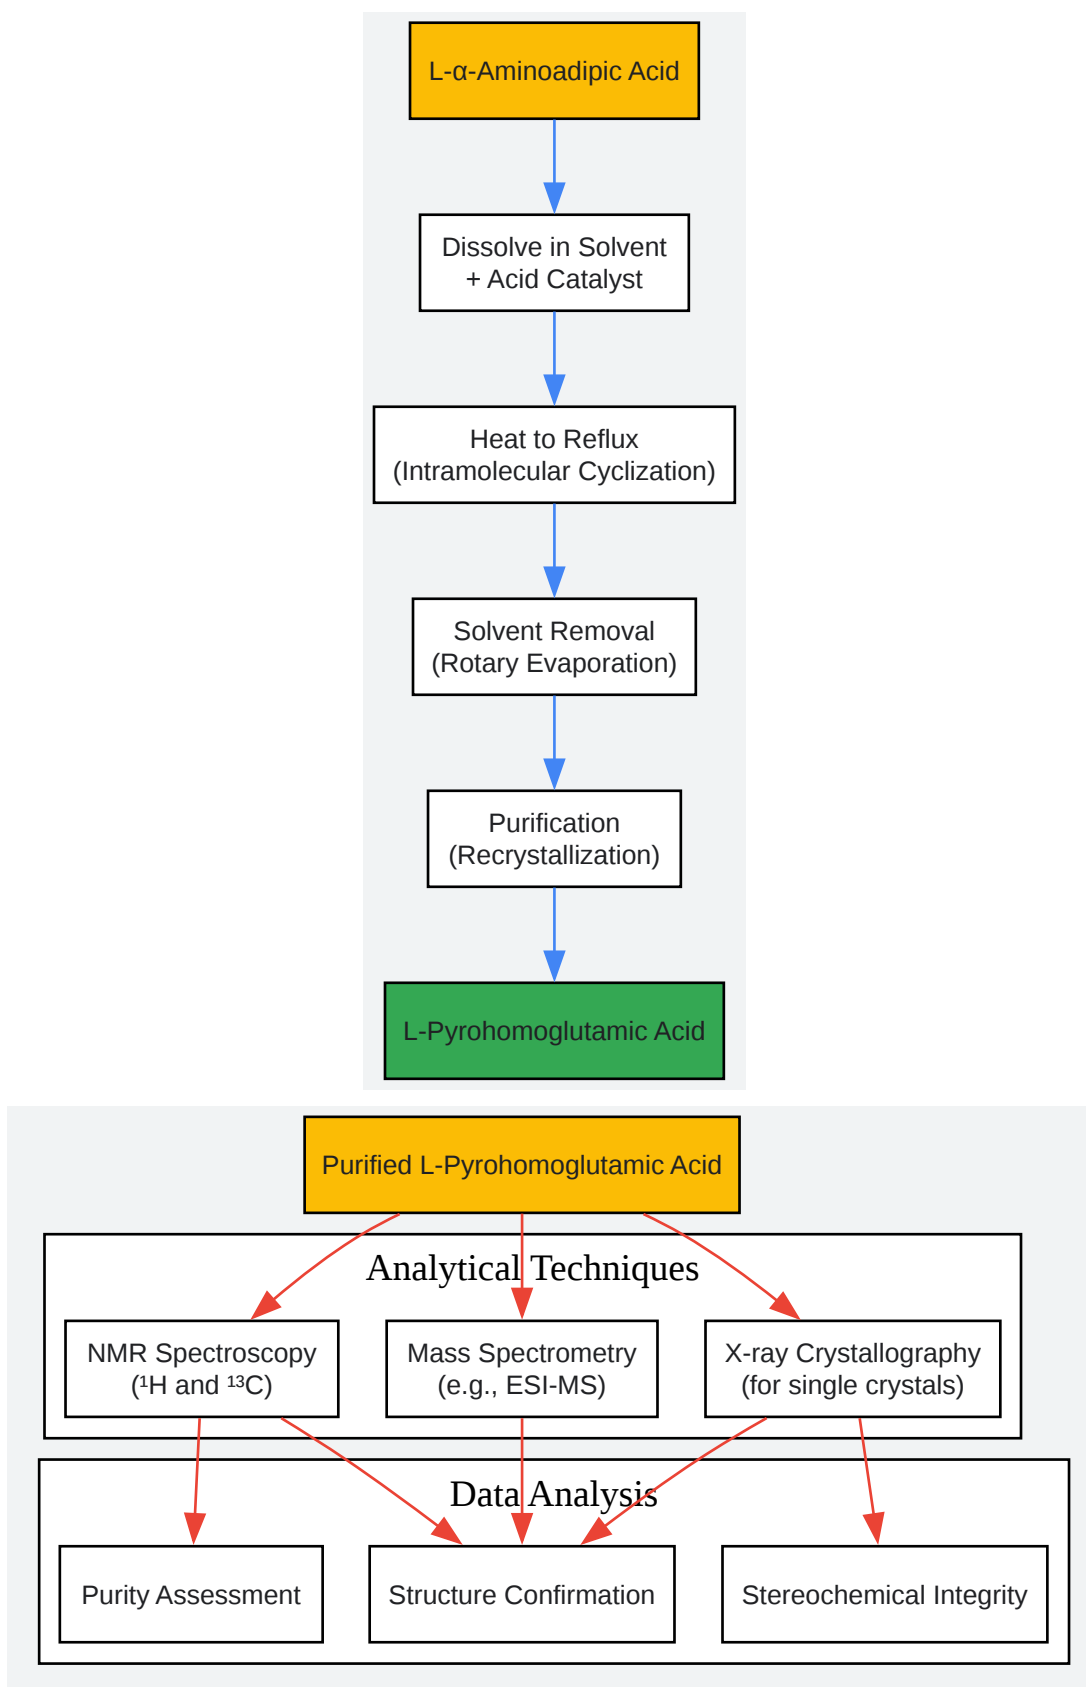 L-α-Aminoadipic Acid
Dissolve in Solvent
+ Acid Catalyst
Heat to Reflux
(Intramolecular Cyclization)
Solvent Removal
(Rotary Evaporation)
Purification
(Recrystallization)
L-Pyrohomoglutamic Acid
Purified L-Pyrohomoglutamic Acid
Analytical Techniques
NMR Spectroscopy
(¹H and ¹³C)
Mass Spectrometry
(e.g., ESI-MS)
X-ray Crystallography
(for single crystals)
Data Analysis
Purity Assessment
Structure Confirmation
Stereochemical Integrity